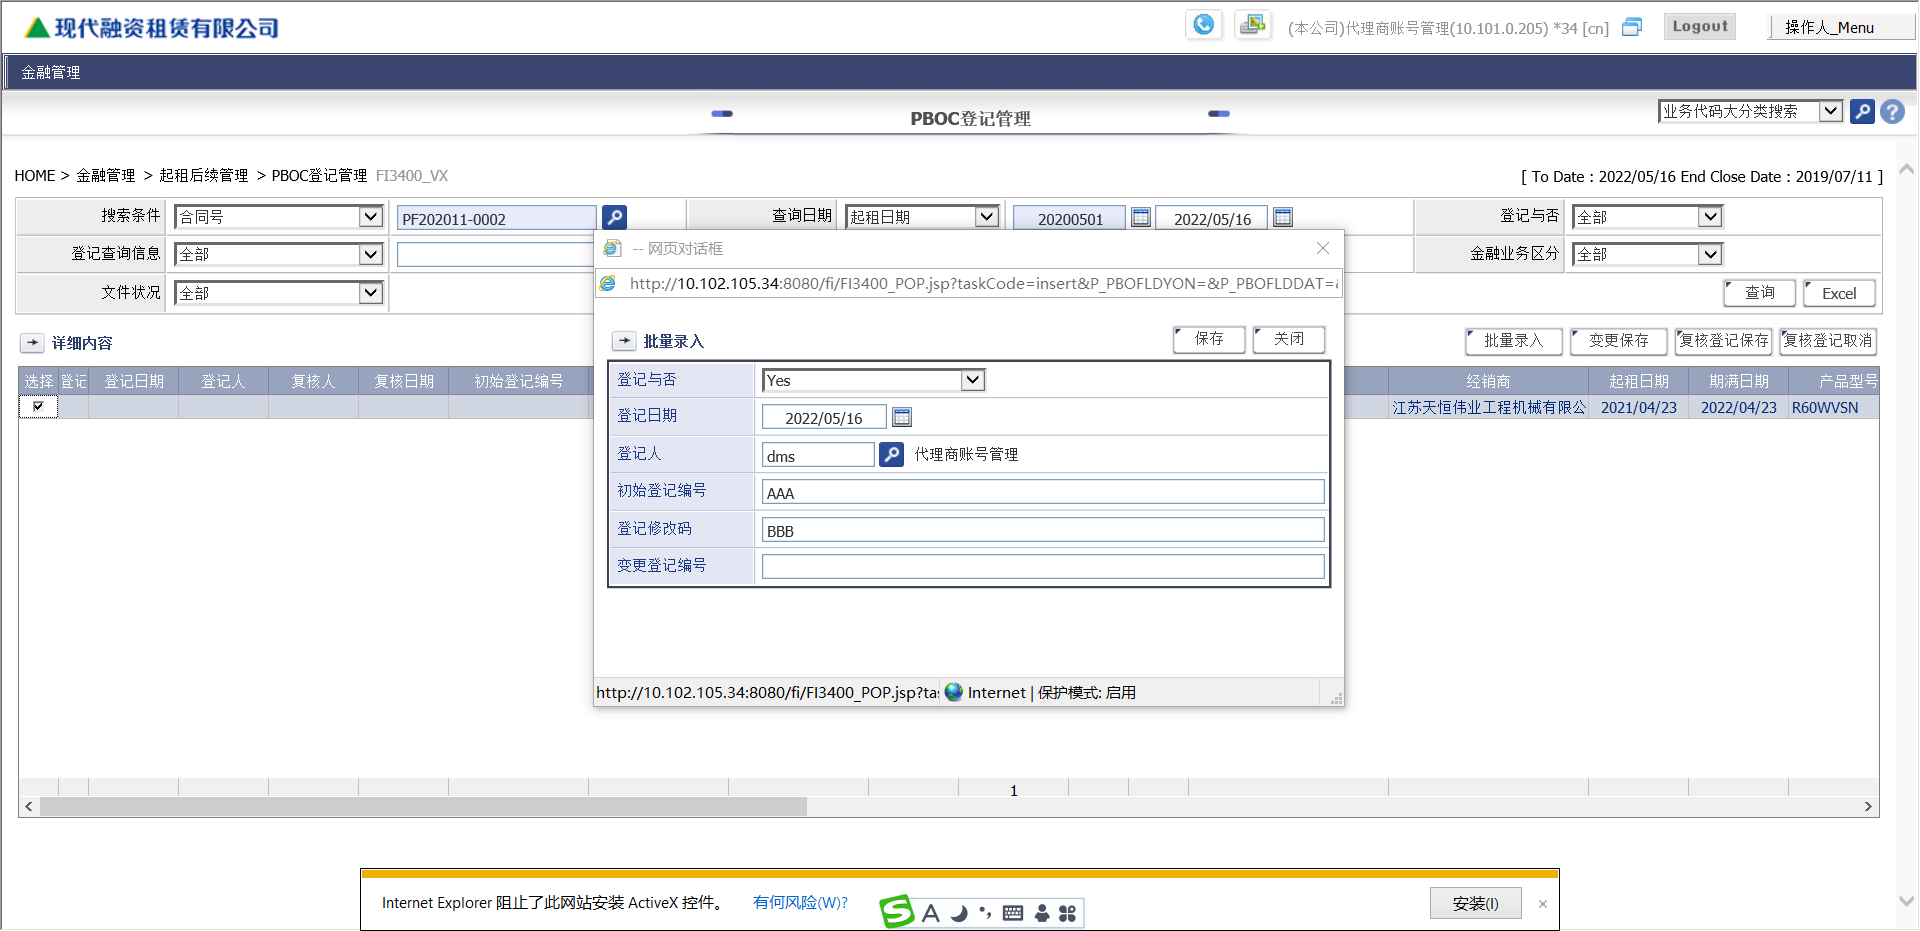 现代融资租赁有限公司
(本公司)代理商账号管理(10.101.0.205) *34 [cn]
Logout
操作人_Menu
金融管理
PBOC登记管理
业务代码大分类搜索
HOME > 金融管理 > 起租后续管理 > PBOC登记管理 FI3400_VX
[ To Date : 2022/05/16 End Close Date : 2019/07/11 ]
搜索条件 合同号 PF202011-0002 查询日期 起租日期 20200501 2022/05/16 登记与否 全部
登记查询信息 全部 金融业务区分 全部
文件状况 全部 查询 Excel
-- 网页对话框
http://10.102.105.34:8080/fi/FI3400_POP.jsp?taskCode=insert&P_PBOFLDYON=&P_PBOFLDDAT=
详细内容
批量录入 变更保存 复核登记保存 复核登记取消
选择 登记 登记日期 登记人 复核人 复核日期 初始登记编号 经销商 起租日期 期满日期 产品型号
江苏天恒伟业工程机械有限公 2021/04/23 2022/04/23 R60WVSN
批量录入 保存 关闭
登记与否 Yes
登记日期 2022/05/16
登记人 dms 代理商账号管理
初始登记编号 AAA
登记修改码 BBB
变更登记编号
http://10.102.105.34:8080/fi/FI3400_POP.jsp?ta Internet | 保护模式: 启用
1
Internet Explorer 阻止了此网站安装 ActiveX 控件。 有何风险(W)? 安装(I)
S A